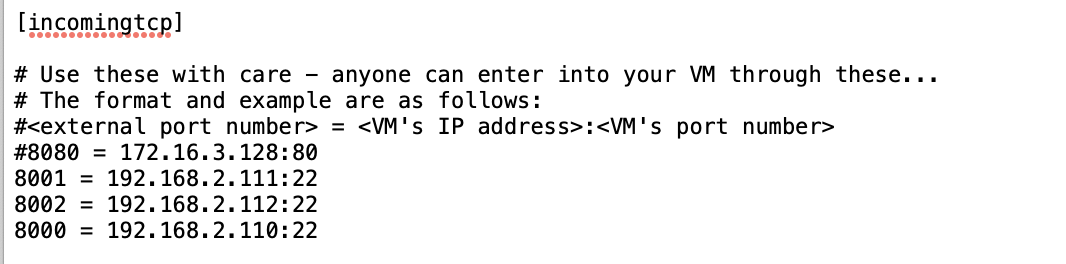 [incomingtcp]
# Use these with care – anyone can enter into your VM through these...
# The format and example are as follows:
#<external port number> = <VM's IP address>:<VM's port number>
#8080 = 172.16.3.128:80
8001 = 192.168.2.111:22
8002 = 192.168.2.112:22
8000 = 192.168.2.110:22